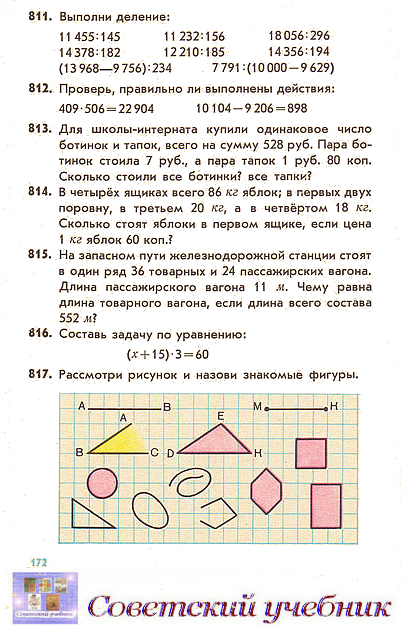 811. Выполни деление:
11 455:145 11 232:156 18 056:296
14 378:182 12 210:185 14 356:194
(13 968—9 756):234 7 791:(10 000—9 629)
812. Проверь, правильно ли выполнены действия:
409·506=22 904 10 104—9 206=898
813. Для школы-интерната купили одинаковое число
ботинок и тапок, всего на сумму 528 руб. Пара бо-
тинок стоила 7 руб., а пара тапок 1 руб. 80 коп.
Сколько стоили все ботинки? все тапки?
814. В четырёх ящиках всего 86 кг яблок; в первых двух
поровну, в третьем 20 кг, а в четвёртом 18 кг.
Сколько стоят яблоки в первом ящике, если цена
1 кг яблок 60 коп.?
815. На запасном пути железнодорожной станции стоят
в один ряд 36 товарных и 24 пассажирских вагона.
Длина пассажирского вагона 11 м. Чему равна
длина товарного вагона, если длина всего состава
552 м?
816. Составь задачу по уравнению:
(x+15)·3=60
817. Рассмотри рисунок и назови знакомые фигуры.
A B M K
A E
B C D K
172
Советский учебник
Советский учебник